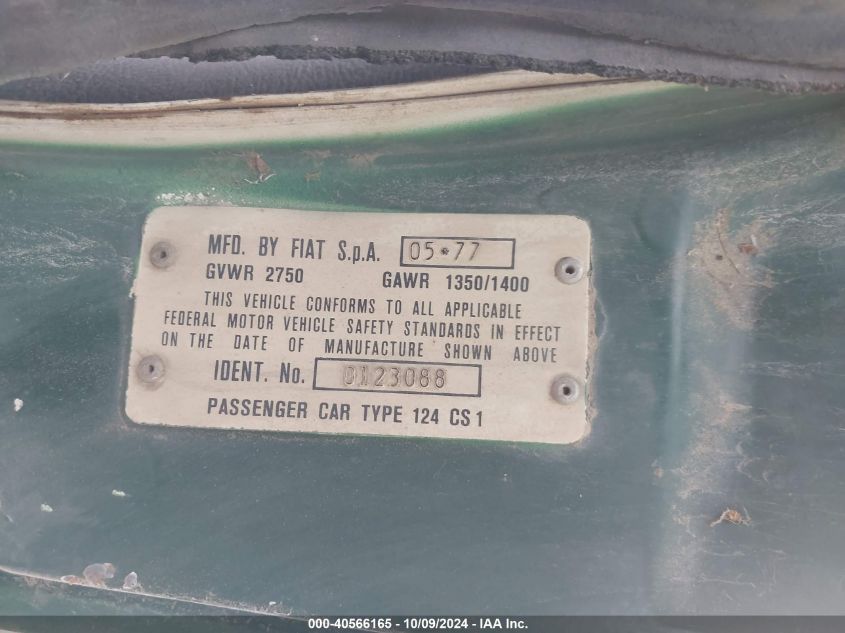 MFD. BY FIAT S.p.A. 05*77
GVWR 2750 GAWR 1350/1400
THIS VEHICLE CONFORMS TO ALL APPLICABLE
FEDERAL MOTOR VEHICLE SAFETY STANDARDS IN EFFECT
ON THE DATE OF MANUFACTURE SHOWN ABOVE
IDENT. No. 0123088
PASSENGER CAR TYPE 124 CS1
000-40566165 - 10/09/2024 - IAA Inc.